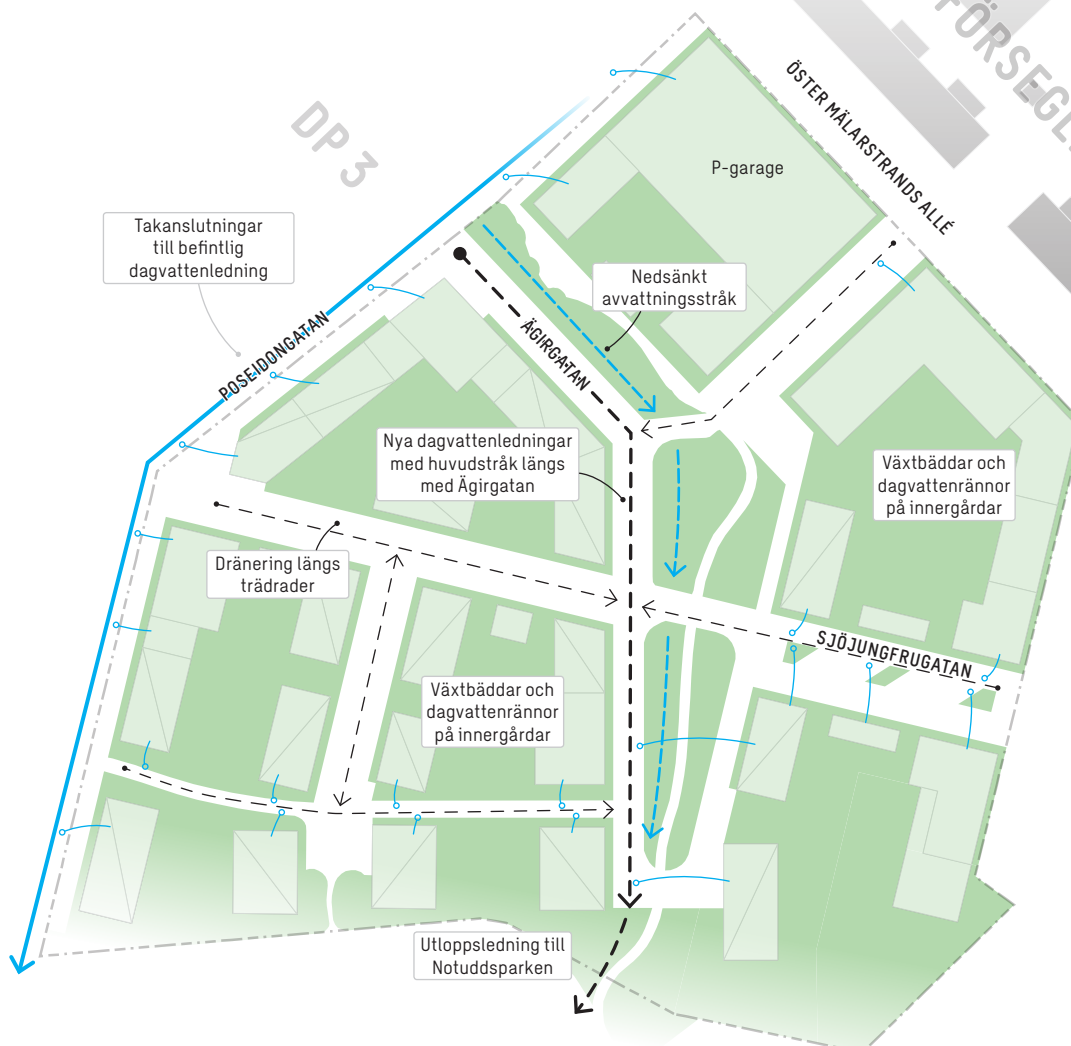 DP 3
ÖSTER MÄLARSTRANDS ALLÉ
P-garage
Takanslutningar
till befintlig
dagvattenledning
Nedsänkt
avvattningsstråk
POSEIDONGATAN
ÄGIRGATAN
Nya dagvattenledningar
med huvudstråk längs
med Ägirgatan
Växtbäddar och
dagvattenrännor
på innergårdar
Dränering längs
trädrader
SJÖJUNGFRUGATAN
Växtbäddar och
dagvattenrännor
på innergårdar
Utloppsledning till
Notuddsparken